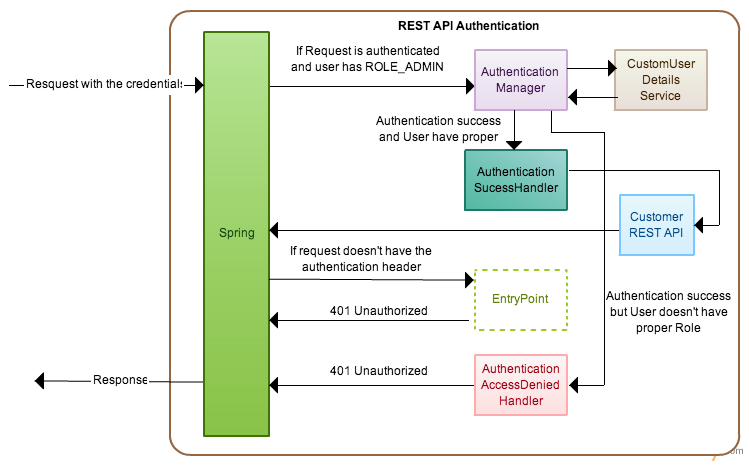 REST API Authentication
If Request is authenticated
and user has ROLE_ADMIN
Resquest with the credentials
Authentication
Manager
CustomUser
Details
Service
Authentication success
and User have proper
Authentication
SucessHandler
Customer
REST API
Spring
If request doesn't have the
authentication header
EntryPoint
401 Unauthorized
Authentication success
but User doesn't have
proper Role
401 Unauthorized
Authentication
AccessDenied
Handler
Response